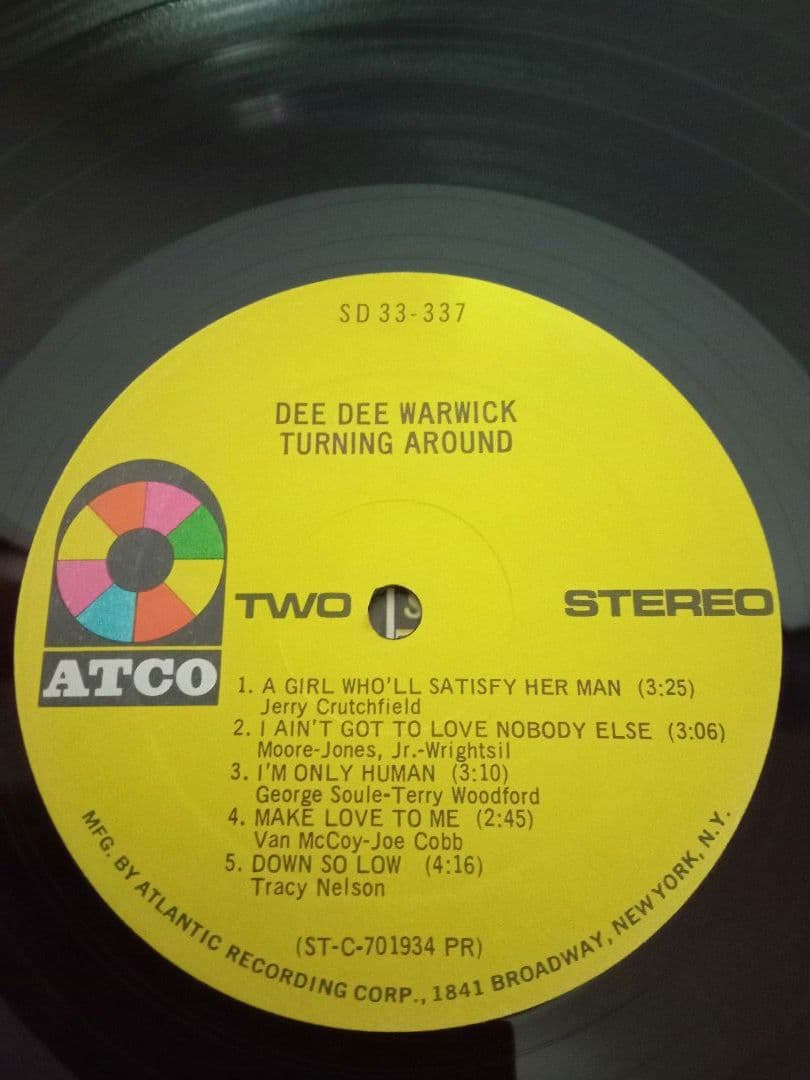 SD 33-337
DEE DEE WARWICK
TURNING AROUND
TWO
STEREO
ATCO
1. A GIRL WHO'LL SATISFY HER MAN (3:25)
Jerry Crutchfield
2. I AIN'T GOT TO LOVE NOBODY ELSE (3:06)
Moore-Jones, Jr.-Wrightsil
3. I'M ONLY HUMAN (3:10)
George Soule-Terry Woodford
4. MAKE LOVE TO ME (2:45)
Van McCoy-Joe Cobb
5. DOWN SO LOW (4:16)
Tracy Nelson
(ST-C-701934 PR)
MFG. BY ATLANTIC RECORDING CORP., 1841 BROADWAY, NEW YORK, N.Y.